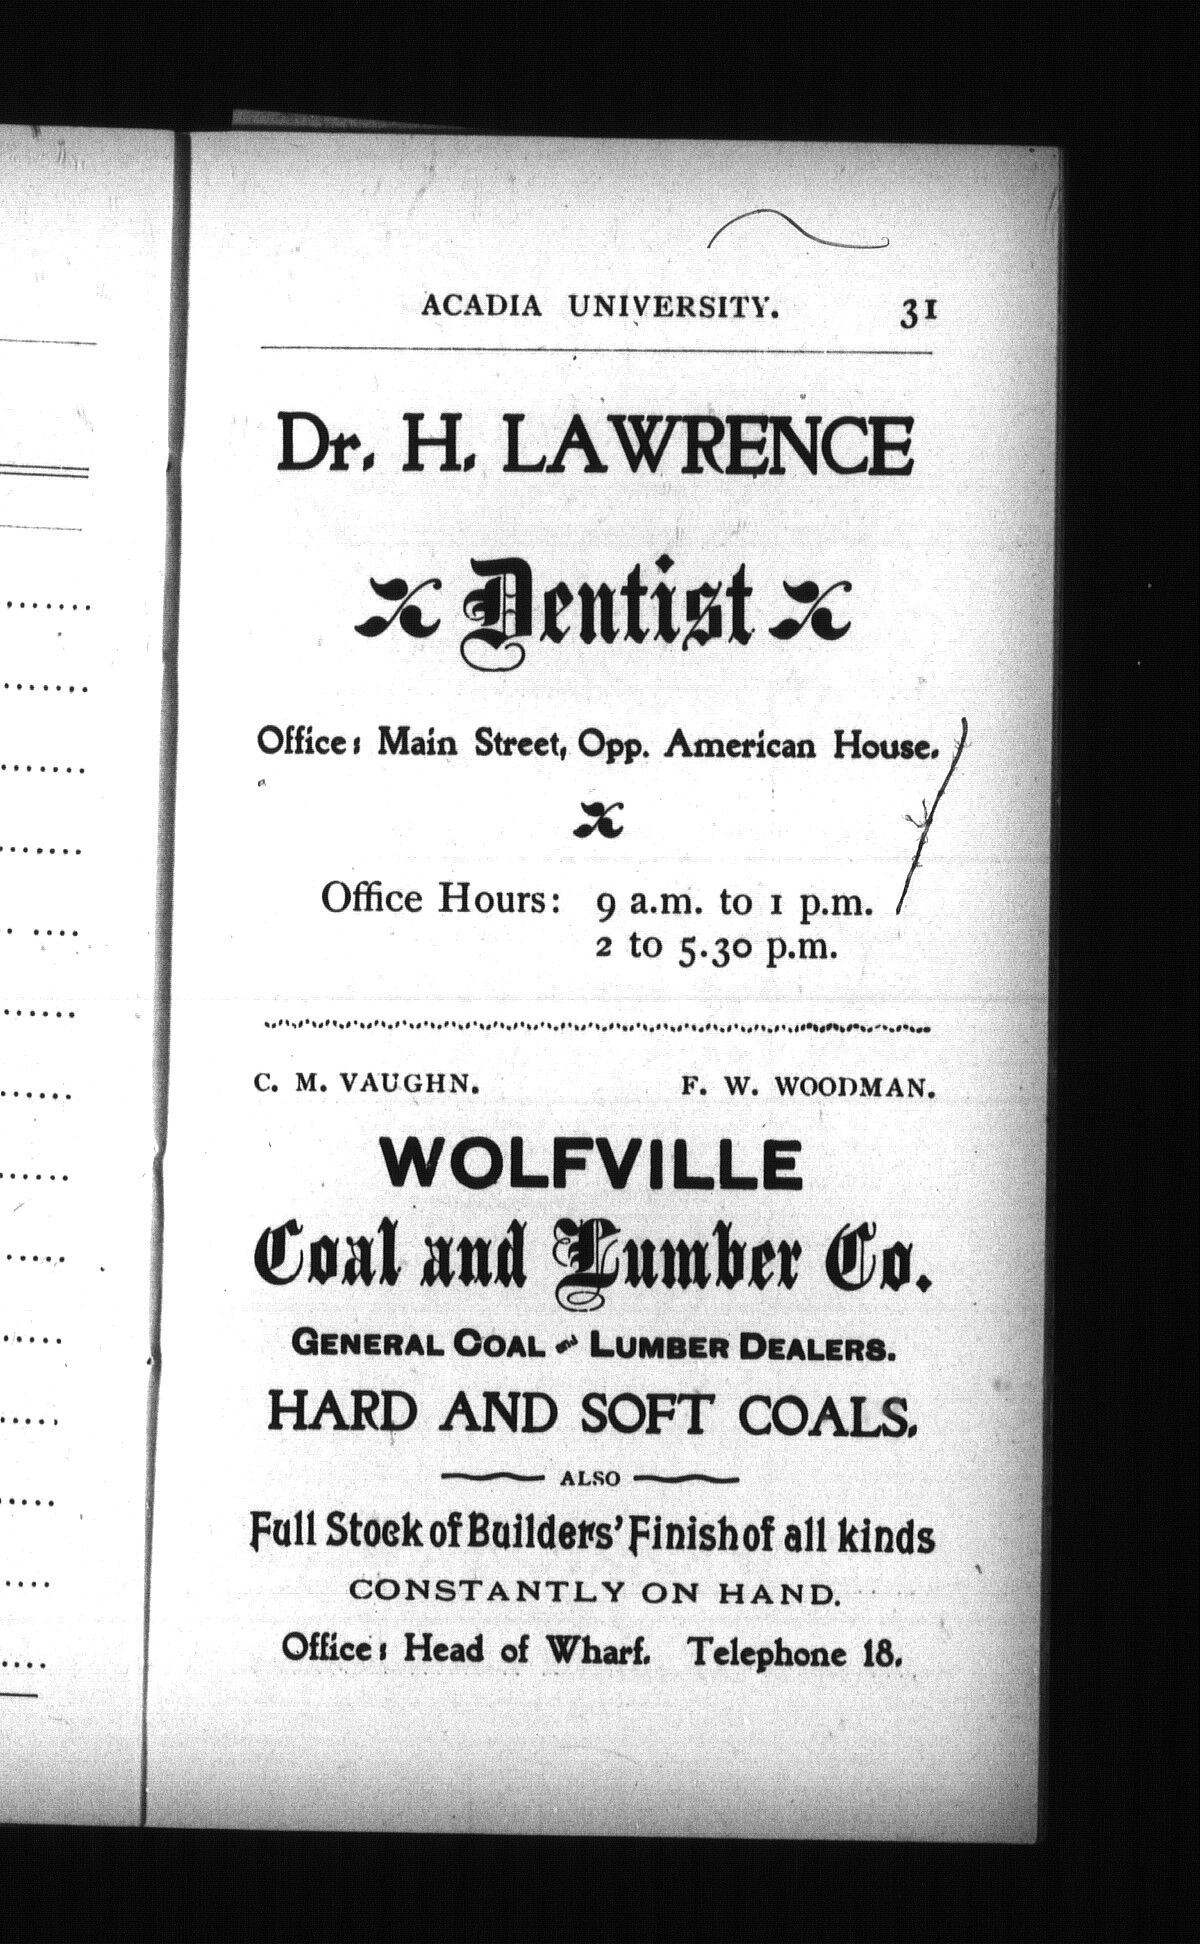 ACADIA UNIVERSITY. 31
Dr. H. LAWRENCE
Dentist
Office: Main Street, Opp. American House.
Office Hours: 9 a.m. to 1 p.m.
2 to 5.30 p.m.
C. M. VAUGHN. F. W. WOODMAN.
WOLFVILLE
Coal and Lumber Co.
GENERAL COAL AND LUMBER DEALERS.
HARD AND SOFT COALS.
ALSO
Full Stock of Builders' Finish of all kinds
CONSTANTLY ON HAND.
Office: Head of Wharf. Telephone 18.